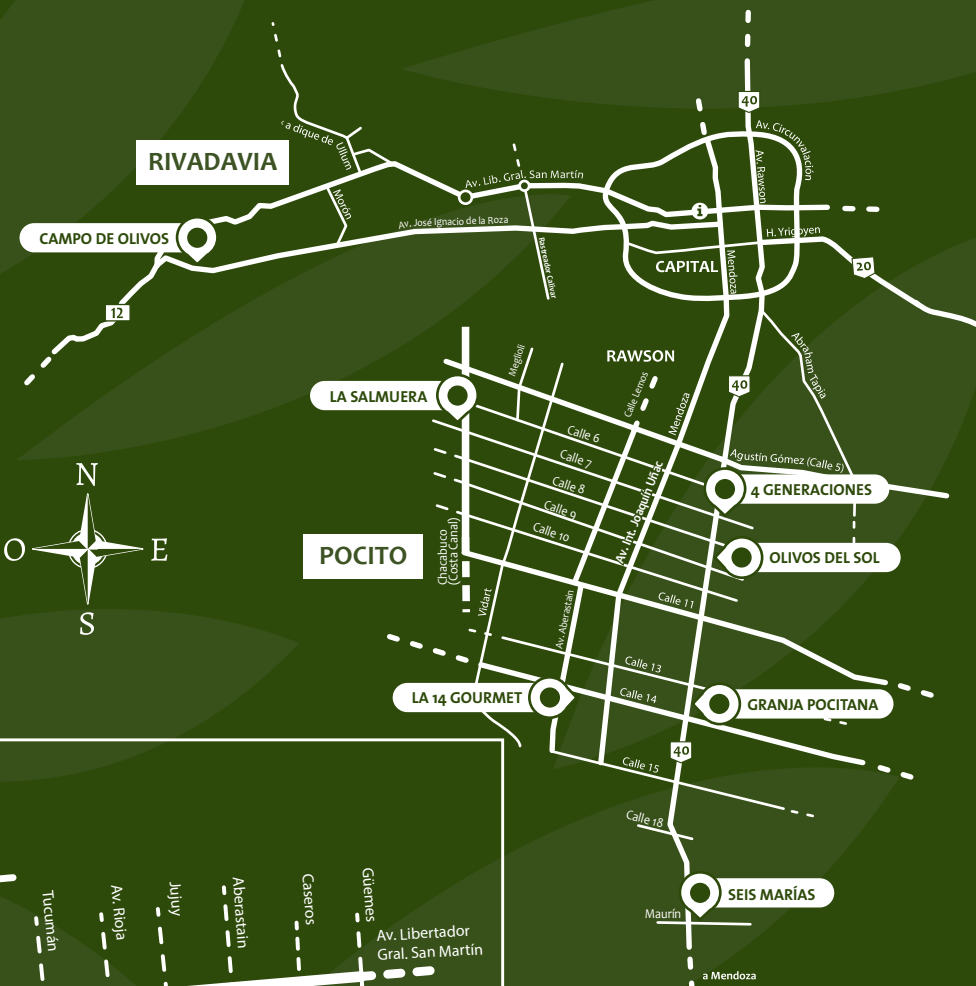 40
Av. Circunvalación
‹ a dique de Ullum
RIVADAVIA
Av. Rawson
Av. Lib. Gral. San Martín
Morón
i
Av. José Ignacio de la Roza
H. Yrigoyen
CAMPO DE OLIVOS
Rastreador Calivar
CAPITAL
Mendoza
20
12
Abraham Tapia
Meglioli
RAWSON
40
Calle Lemos
LA SALMUERA
Mendoza
Calle 6
Agustín Gómez (Calle 5)
Calle 7
Calle 8
4 GENERACIONES
Calle 9
Av. Int. Joaquín Uñac
Calle 10
N
O
E
S
POCITO
Chacabuco
(Costa Canal)
OLIVOS DEL SOL
Vidart
Av. Aberastain
Calle 11
Calle 13
LA 14 GOURMET
Calle 14
GRANJA POCITANA
40
Calle 15
Calle 18
SEIS MARÍAS
Maurín
a Mendoza
Tucumán
Av. Rioja
Jujuy
Aberastain
Caseros
Güemes
Av. Libertador
Gral. San Martín